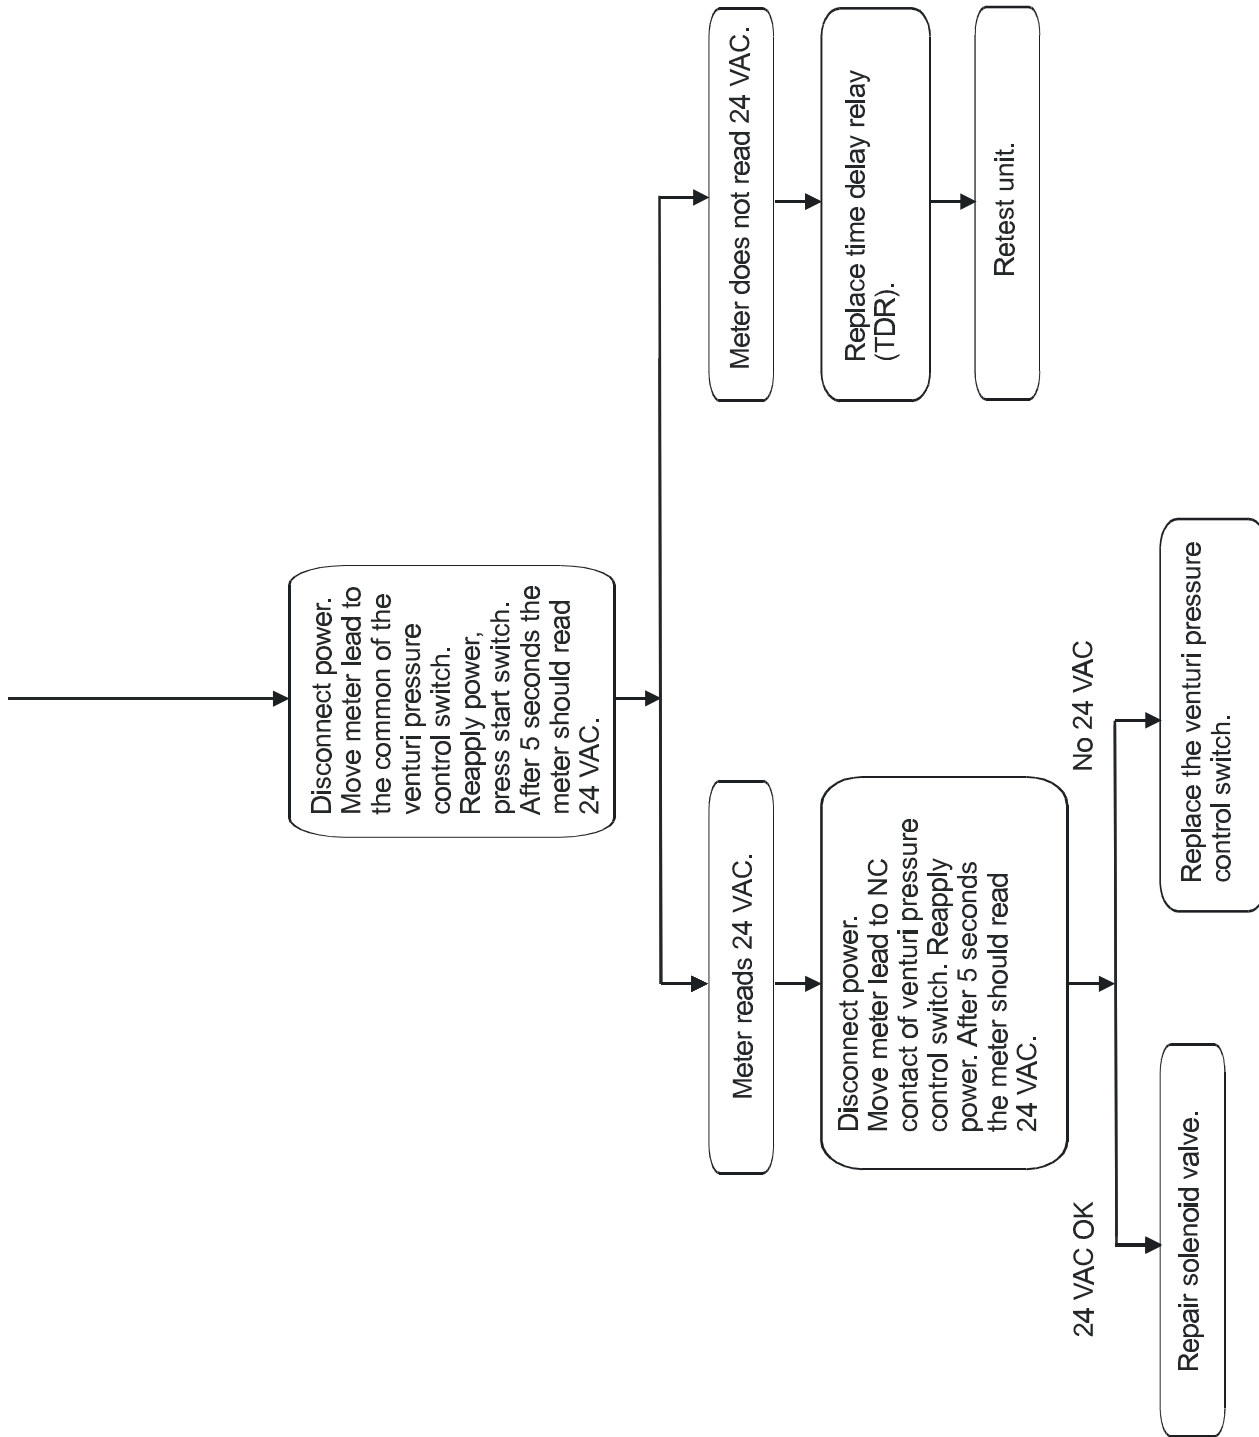 Disconnect power.
Move meter lead to
the common of the
venturi pressure
control switch.
Reapply power,
press start switch.
After 5 seconds the
meter should read
24 VAC.
Meter reads 24 VAC.
Meter does not read 24 VAC.
Disconnect power.
Move meter lead to NC
contact of venturi pressure
control switch. Reapply
power. After 5 seconds
the meter should read
24 VAC.
Replace time delay relay
(TDR).
Retest unit.
24 VAC OK
No 24 VAC
Repair solenoid valve.
Replace the venturi pressure
control switch.